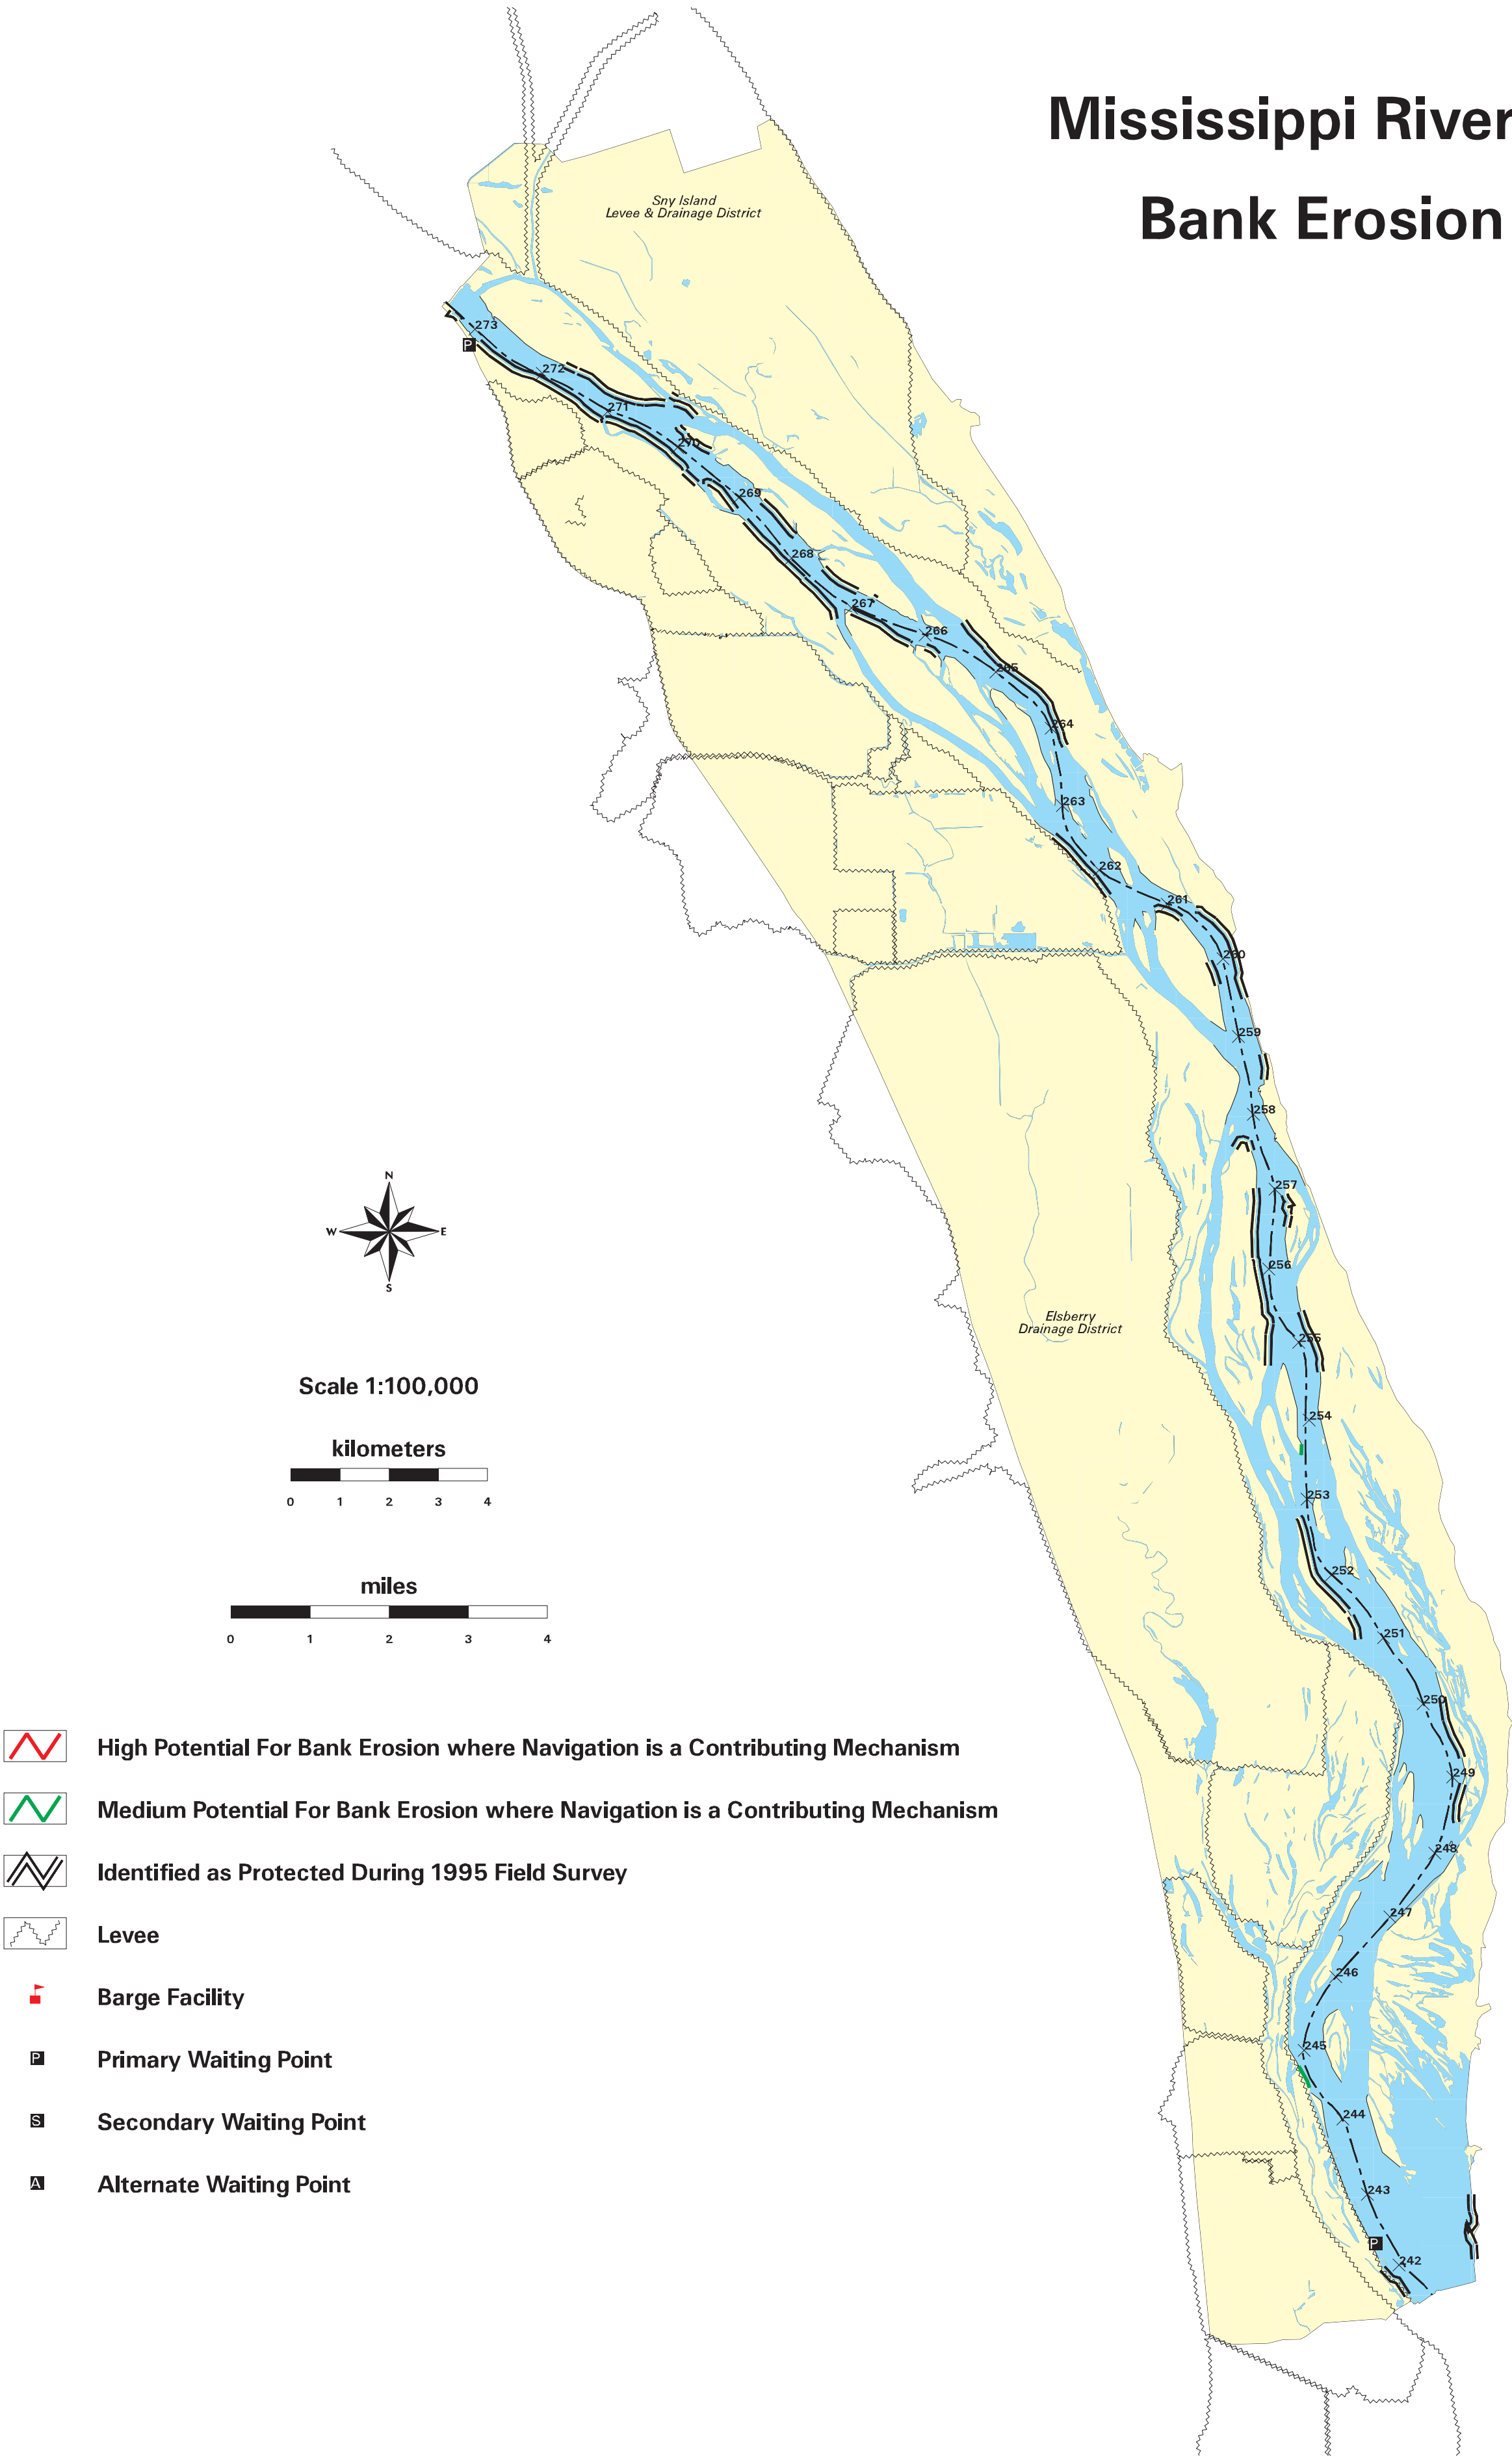 Mississippi River
Bank Erosion
Sny Island
Levee & Drainage District
273
P
272
271
270
269
268
267
266
265
264
263
262
261
260
259
258
257
256
255
254
253
252
251
250
249
248
247
246
245
244
243
P
242
Elsberry
Drainage District
N
W
E
S
Scale 1:100,000
kilometers
0 1 2 3 4
miles
0 1 2 3 4
High Potential For Bank Erosion where Navigation is a Contributing Mechanism
Medium Potential For Bank Erosion where Navigation is a Contributing Mechanism
Identified as Protected During 1995 Field Survey
Levee
Barge Facility
P Primary Waiting Point
S Secondary Waiting Point
A Alternate Waiting Point